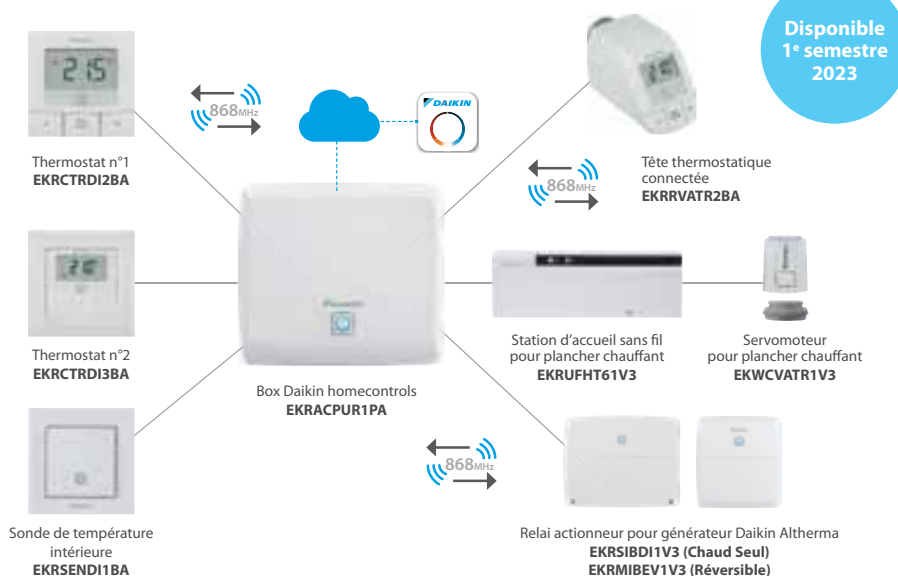 Disponible
1e semestre
2023
215
868MHz
DAIKIN
Thermostat n°1
EKRCTRDI2BA
Tête thermostatique
connectée
EKRRVATR2BA
868MHz
Thermostat n°2
EKRCTRDI3BA
Box Daikin homecontrols
EKRACPUR1PA
Station d'accueil sans fil
pour plancher chauffant
EKRUFHT61V3
Servomoteur
pour plancher chauffant
EKWCVATR1V3
868MHz
Sonde de température
intérieure
EKRSENDI1BA
Relai actionneur pour générateur Daikin Altherma
EKRSIBDI1V3 (Chaud Seul)
EKRMIBEV1V3 (Réversible)